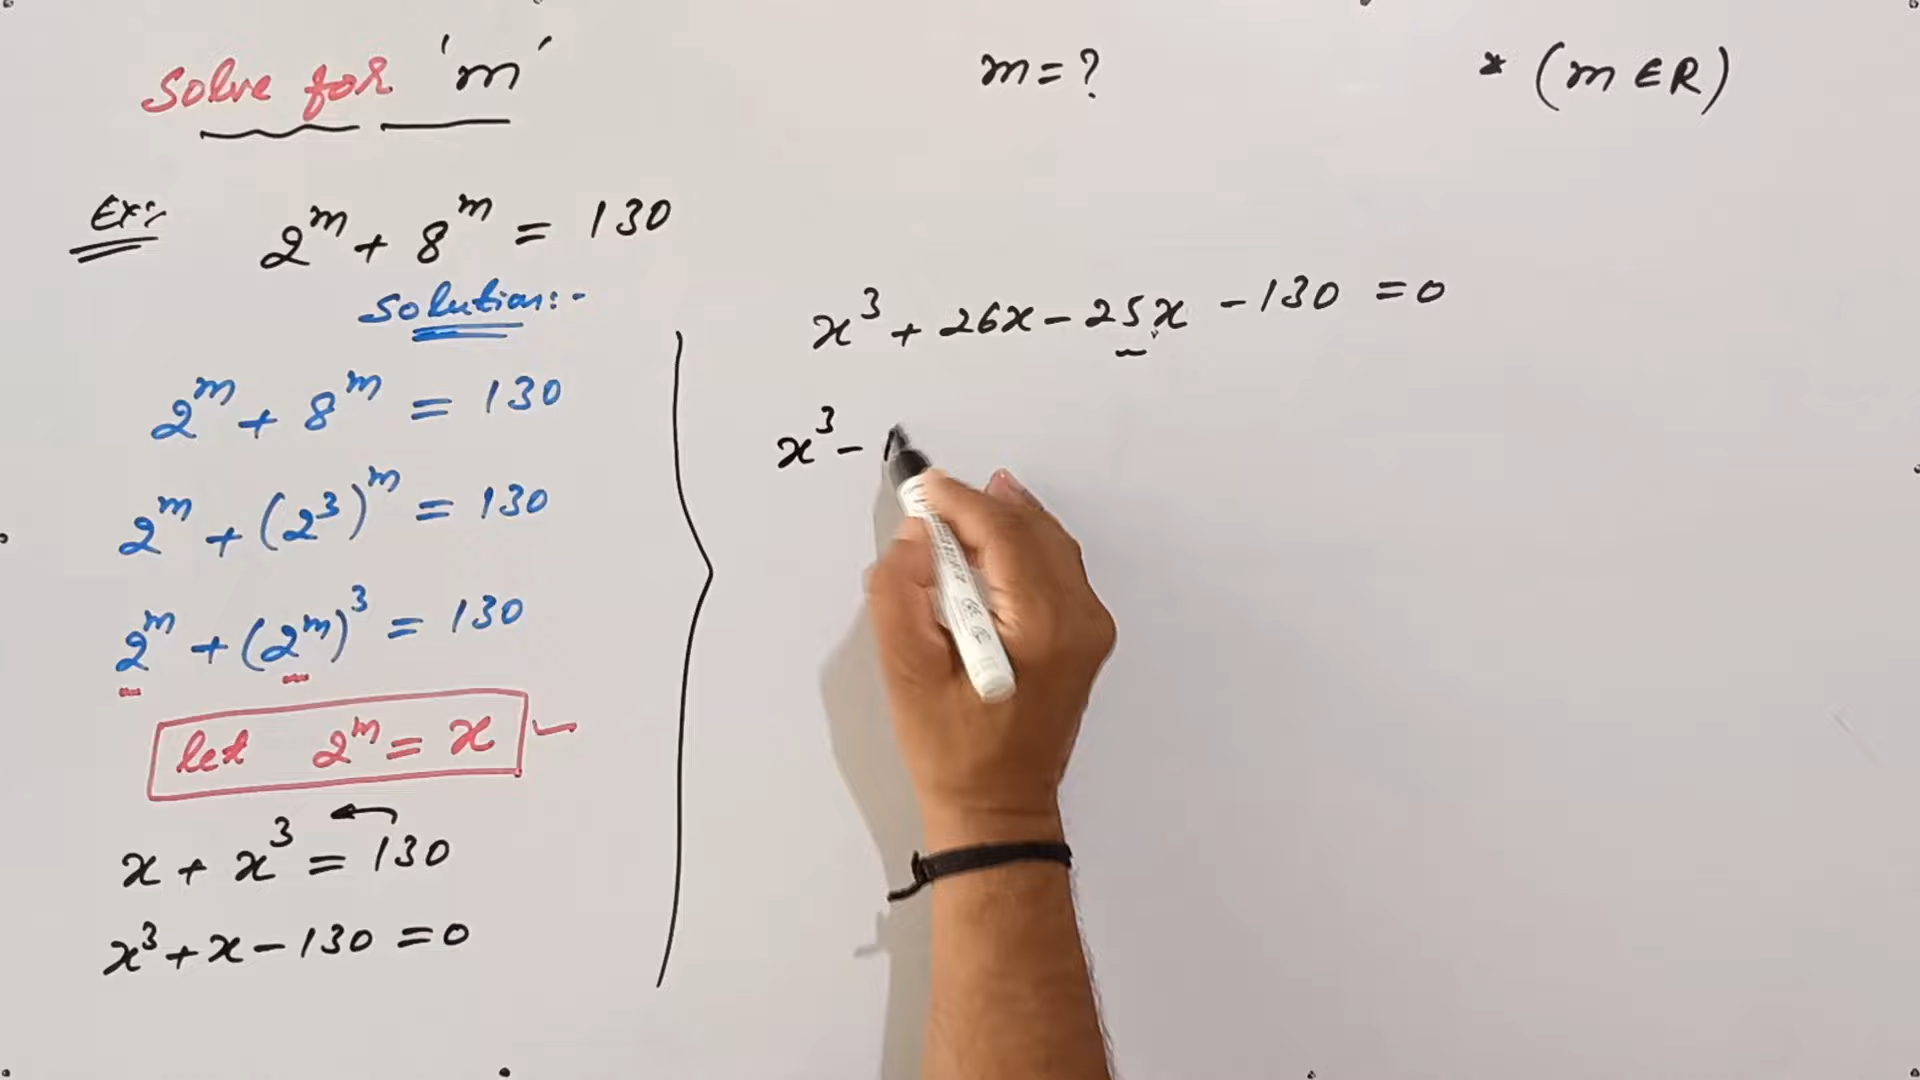 Solve for 'm'
m = ?
* (m ∈ R)
Ex:
2^m + 8^m = 130
Solution:-
2^m + 8^m = 130
2^m + (2^3)^m = 130
2^m + (2^m)^3 = 130
let 2^m = x
x + x^3 = 130
x^3 + x - 130 = 0
x^3 + 26x - 25x - 130 = 0
x^3 -